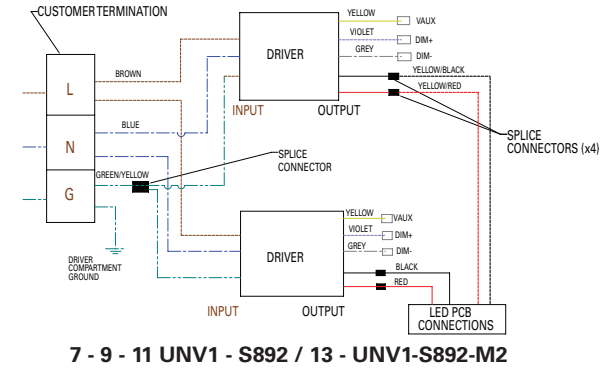 CUSTOMER TERMINATION
YELLOW
VAUX
VIOLET
DIM+
GREY
DIM-
DRIVER
YELLOW/BLACK
BROWN
L
YELLOW/RED
INPUT
OUTPUT
BLUE
SPLICE
CONNECTORS (x4)
N
SPLICE
CONNECTOR
GREEN/YELLOW
G
YELLOW
VAUX
VIOLET
DIM+
GREY
DIM-
DRIVER
DRIVER
COMPARTMENT
GROUND
BLACK
RED
INPUT
OUTPUT
LED PCB
CONNECTIONS
7 - 9 - 11 UNV1 - S892 / 13 - UNV1-S892-M2